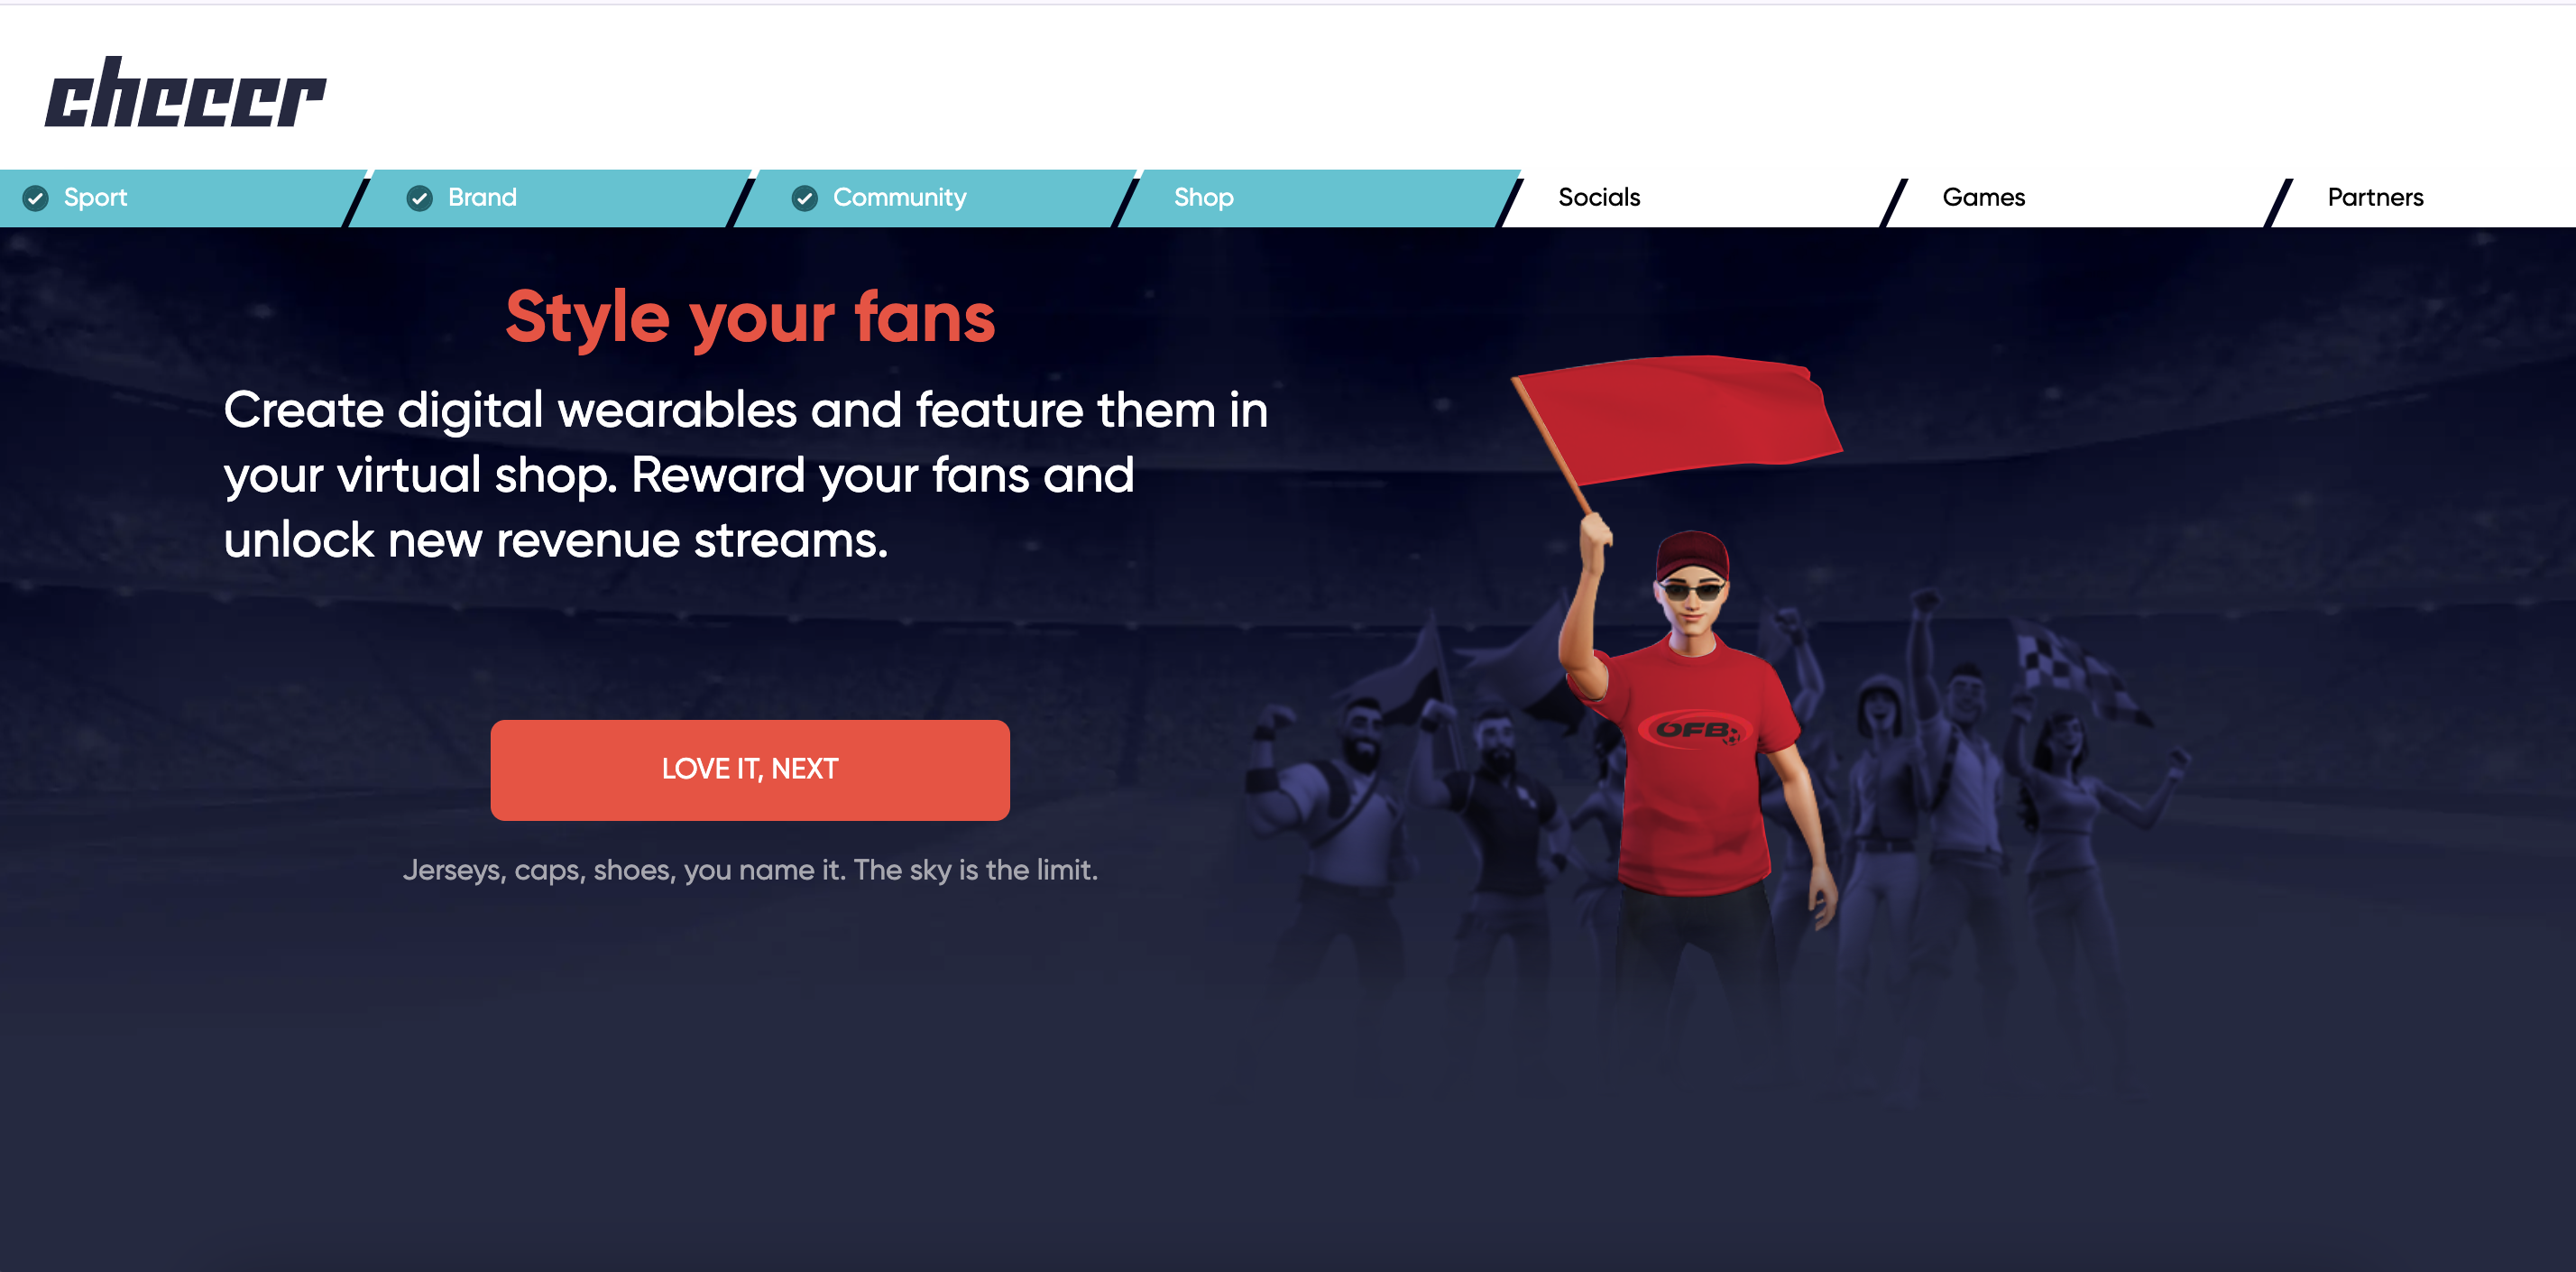 cheeer
Sport
Brand
Community
Shop
Socials
Games
Partners
Style your fans
Create digital wearables and feature them in
your virtual shop. Reward your fans and
unlock new revenue streams.
OFB
LOVE IT, NEXT
Jerseys, caps, shoes, you name it. The sky is the limit.